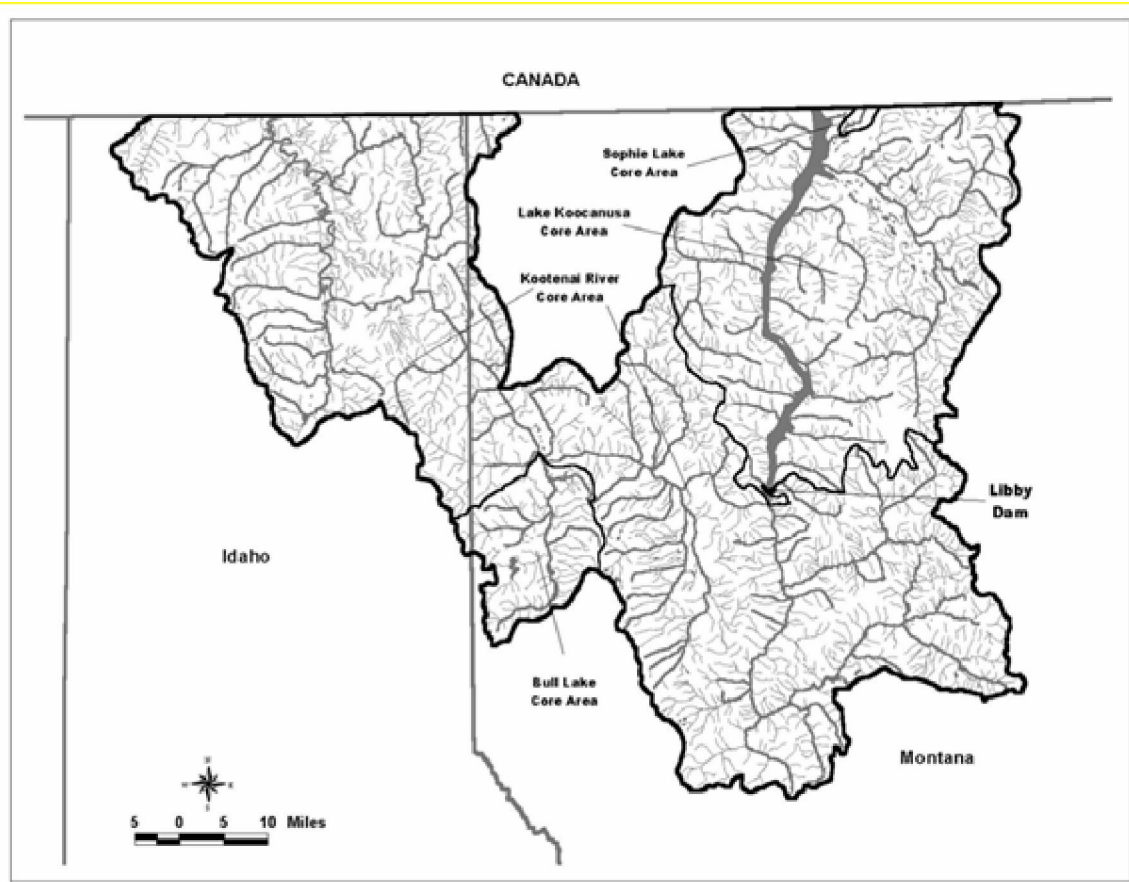 CANADA
Sophie Lake
Core Area
Lake Koocanusa
Core Area
Kootenai River
Core Area
Libby
Dam
Idaho
Bull Lake
Core Area
Montana
N
W E
S
5 0 5 10 Miles